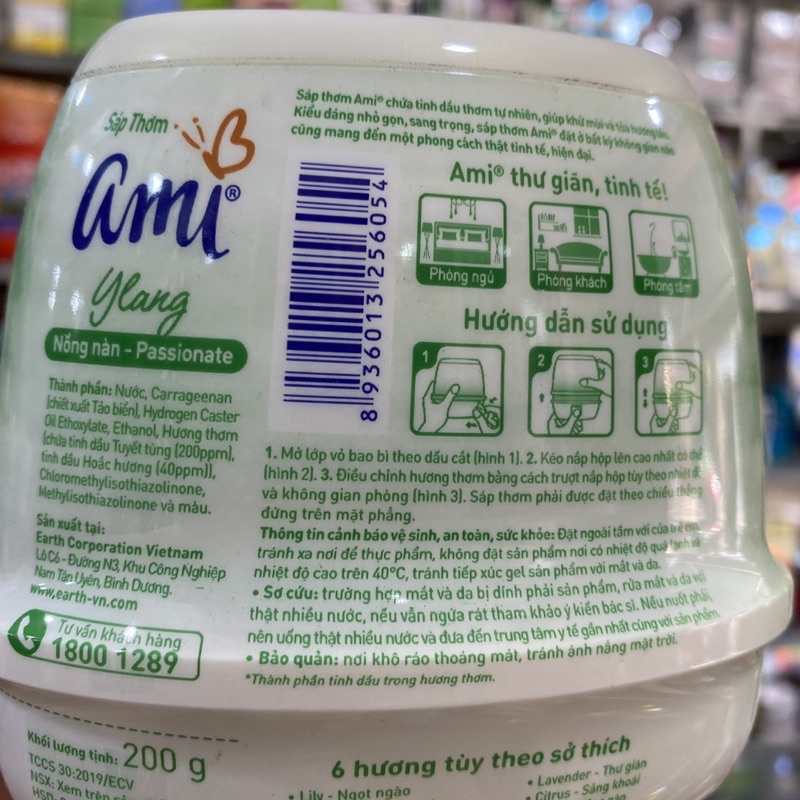 Sáp Thơm
ami®
Ylang
Nồng nàn - Passionate
Thành phần: Nước, Carrageenan
(chiết xuất Tảo biển), Hydrogen Caster
Oil Ethoxylate, Ethanol, Hương thơm
(chứa tinh dầu Tuyết tùng (200ppm),
tinh dầu Hoắc hương (40ppm)),
Chloromethylisothiazolinone,
Methylisothiazolinone và màu.
Sản xuất tại:
Earth Corporation Vietnam
Lô C6 - Đường N3, Khu Công Nghiệp
Nam Tân Uyên, Bình Dương.
www.earth-vn.com
Tư vấn khách hàng
1800 1289
Sáp thơm Ami® chứa tinh dầu thơm tự nhiên, giúp khử mùi và tỏa hương lâu.
Kiểu dáng nhỏ gọn, sang trọng, sáp thơm Ami® đặt ở bất kỳ không gian nào
cũng mang đến một phong cách thật tinh tế, hiện đại.
8 936013 256054
Ami® thư giãn, tinh tế!
Phòng ngủ
Phòng khách
Phòng tắm
Hướng dẫn sử dụng
1
2
3
1. Mở lớp vỏ bao bì theo dấu cắt (hình 1). 2. Kéo nắp hộp lên cao nhất có thể
(hình 2). 3. Điều chỉnh hương thơm bằng cách trượt nắp hộp tùy theo nhiệt độ
và không gian phòng (hình 3). Sáp thơm phải được đặt theo chiều thẳng
đứng trên mặt phẳng.
Thông tin cảnh báo vệ sinh, an toàn, sức khỏe: Đặt ngoài tầm với của trẻ em,
tránh xa nơi để thực phẩm, không đặt sản phẩm nơi có nhiệt độ quá lạnh và
nhiệt độ cao trên 40°C, tránh tiếp xúc gel sản phẩm với mắt và da.
• Sơ cứu: trường hợp mắt và da bị dính phải sản phẩm, rửa mắt và da với
thật nhiều nước, nếu vẫn ngứa rát tham khảo ý kiến bác sĩ. Nếu nuốt phải,
nên uống thật nhiều nước và đưa đến trung tâm y tế gần nhất cùng với sản phẩm.
• Bảo quản: nơi khô ráo thoáng mát, tránh ánh nắng mặt trời.
*Thành phần tinh dầu trong hương thơm.
Khối lượng tịnh: 200 g
TCCS 30:2019/ECV
NSX: Xem trên
HSD:
6 hương tùy theo sở thích
• Lily - Ngọt ngào
• Lavender - Thư giãn
• Citrus - Sảng khoái